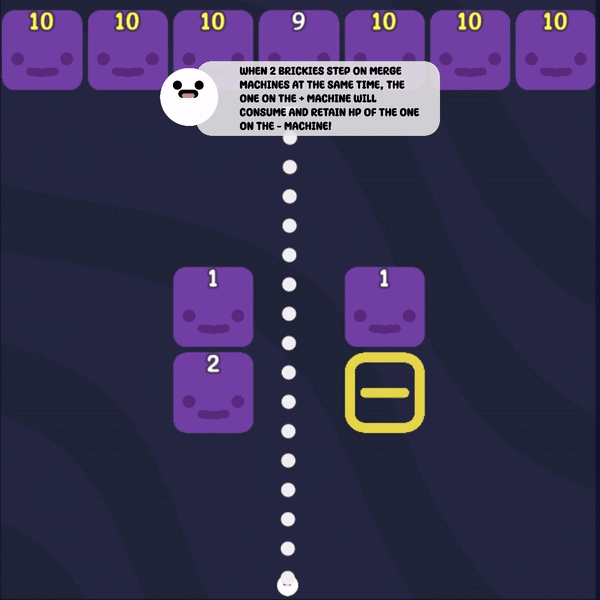 10 10 10 9 10 10 10
WHEN 2 BRICKIES STEP ON MERGE
MACHINES AT THE SAME TIME, THE
ONE ON THE + MACHINE WILL
CONSUME AND RETAIN HP OF THE ONE
ON THE - MACHINE!
1 1
2